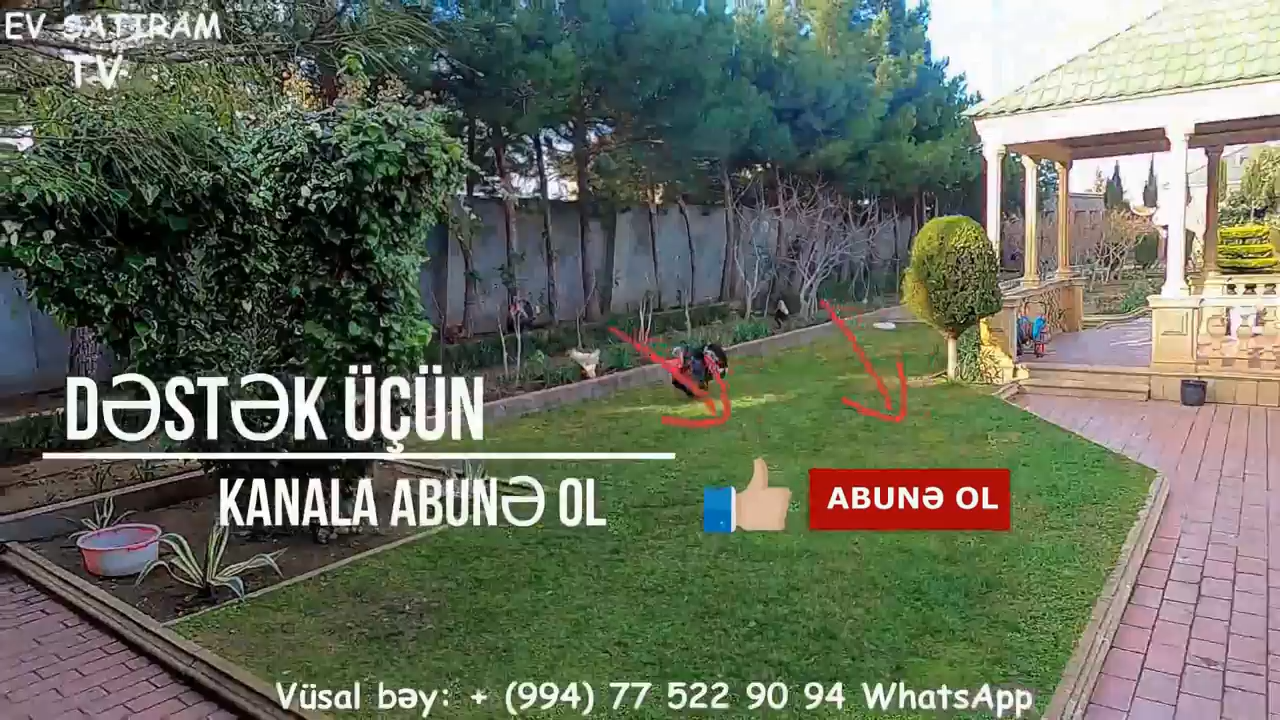 EV SATIRAM
TV
DƏSTƏK ÜÇÜN
KANALA ABUNƏ OL
ABUNƏ OL
Vüsal bəy: + (994) 77 522 90 94 WhatsApp